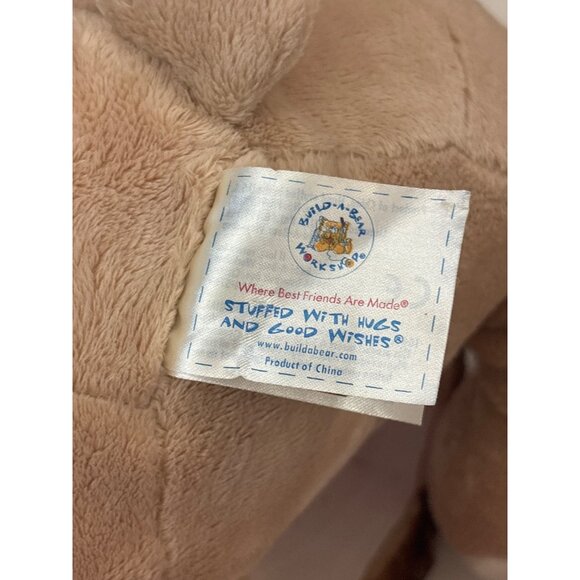 BUILD-A-BEAR
WORKSHOP®
Where Best Friends Are Made®
STUFFED WITH HUGS
AND GOOD WISHES®
www.buildabear.com
Product of China